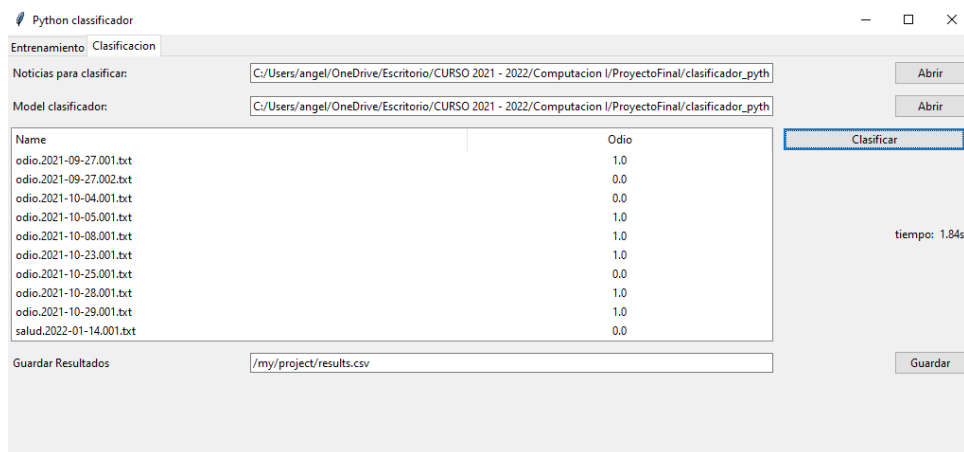 Python classificador
Entrenamiento Clasificacion
Noticias para clasificar: C:/Users/angel/OneDrive/Escritorio/CURSO 2021 - 2022/Computacion I/ProyectoFinal/clasificador_pyth Abrir
Model clasificador: C:/Users/angel/OneDrive/Escritorio/CURSO 2021 - 2022/Computacion I/ProyectoFinal/clasificador_pyth Abrir
Name Odio Clasificar
odio.2021-09-27.001.txt 1.0
odio.2021-09-27.002.txt 0.0
odio.2021-10-04.001.txt 0.0
odio.2021-10-05.001.txt 1.0
odio.2021-10-08.001.txt 1.0 tiempo: 1.84s
odio.2021-10-23.001.txt 1.0
odio.2021-10-25.001.txt 0.0
odio.2021-10-28.001.txt 1.0
odio.2021-10-29.001.txt 1.0
salud.2022-01-14.001.txt 0.0
Guardar Resultados /my/project/results.csv Guardar